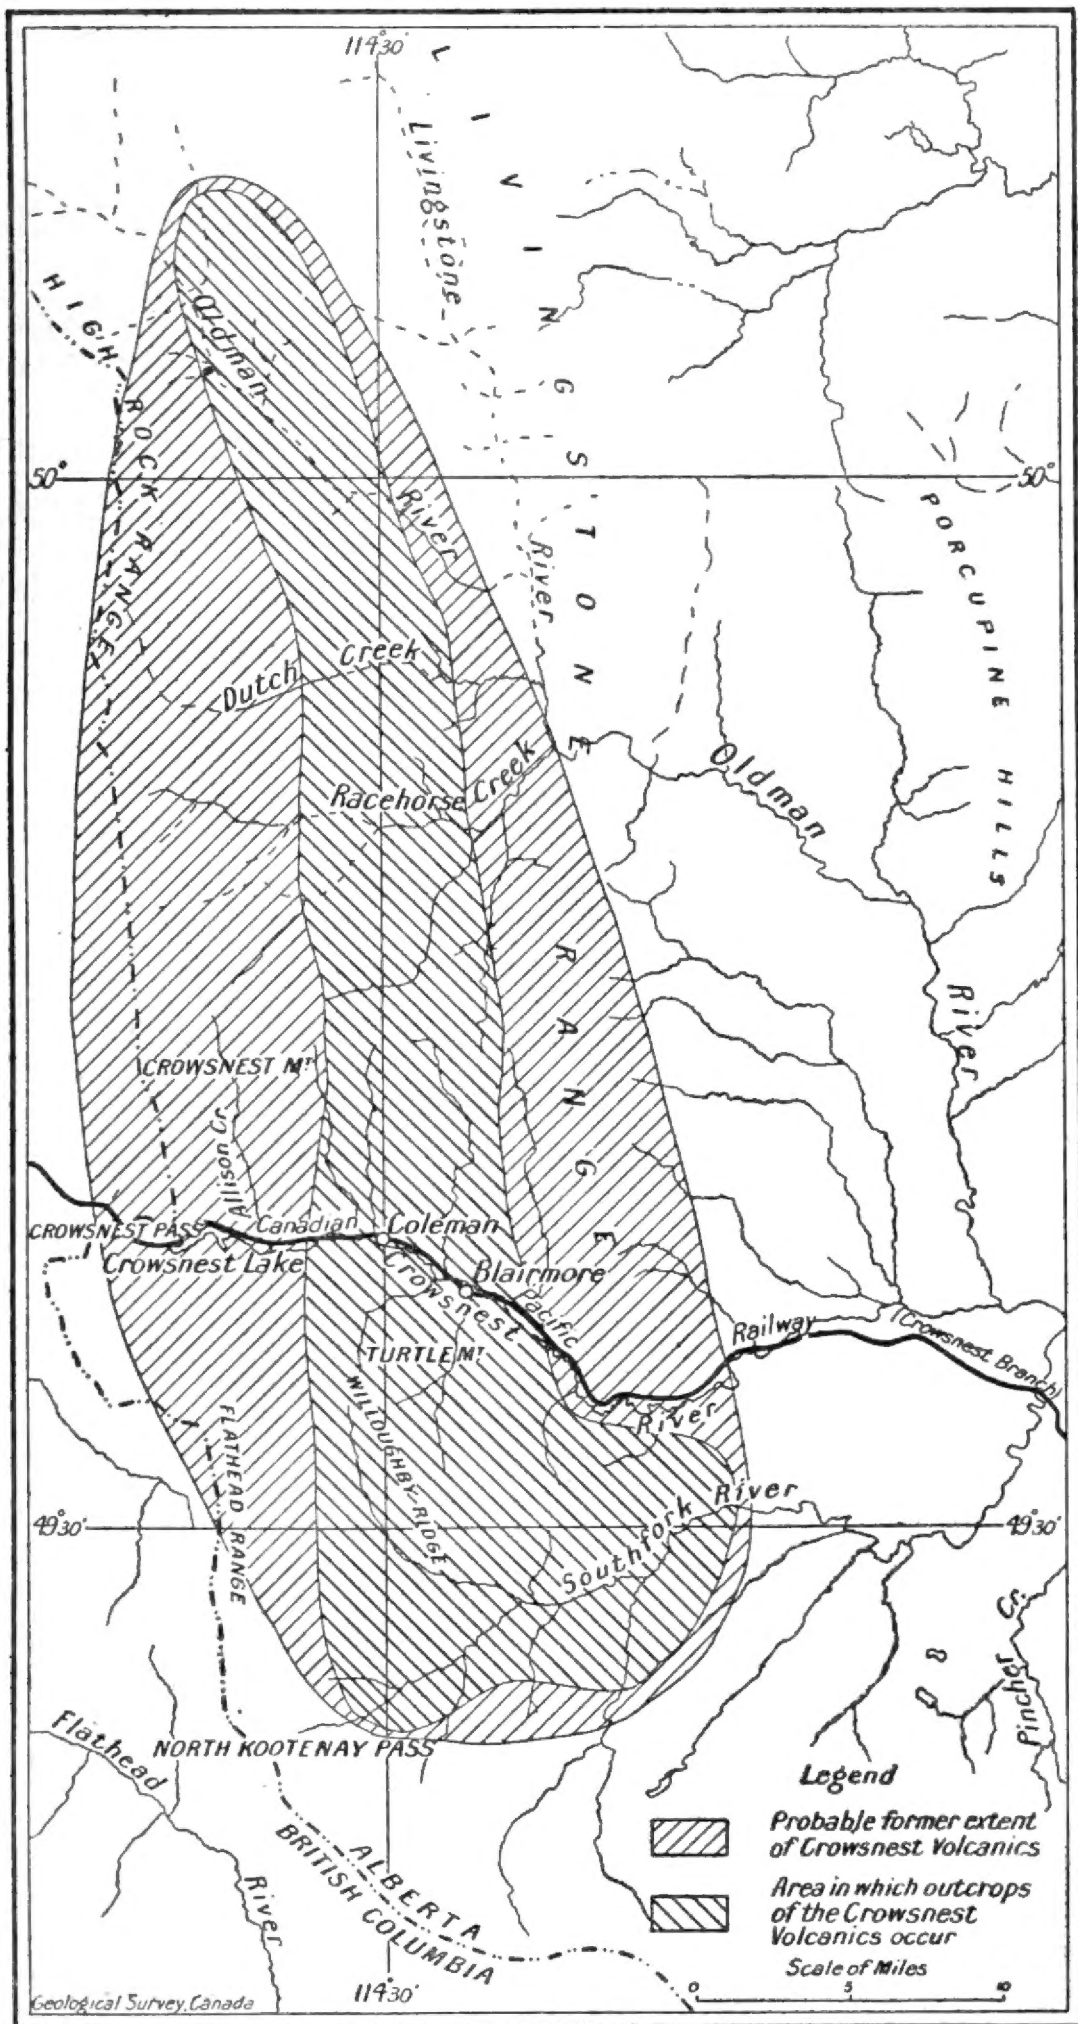 114°30'
LIVINGSTONE RANGE
Livingstone River
HIGH ROCK RANGE
Oldman River
50°
50°
PORCUPINE HILLS
Dutch Creek
Racehorse Creek
Oldman River
CROWSNEST MT
Allison Cr.
CROWSNEST PASS
Canadian Pacific Railway (Crowsnest Branch)
Coleman
Crowsnest Lake
Blairmore
Crowsnest River
TURTLE MT
WILLOUGHBY RIDGE
FLATHEAD RANGE
Southfork River
49°30'
49°30'
Pincher Cr.
NORTH KOOTENAY PASS
Flathead River
ALBERTA
BRITISH COLUMBIA
Legend
Probable former extent
of Crowsnest Volcanics
Area in which outcrops
of the Crowsnest
Volcanics occur
Scale of Miles
0 5 10
114°30'
Geological Survey, Canada